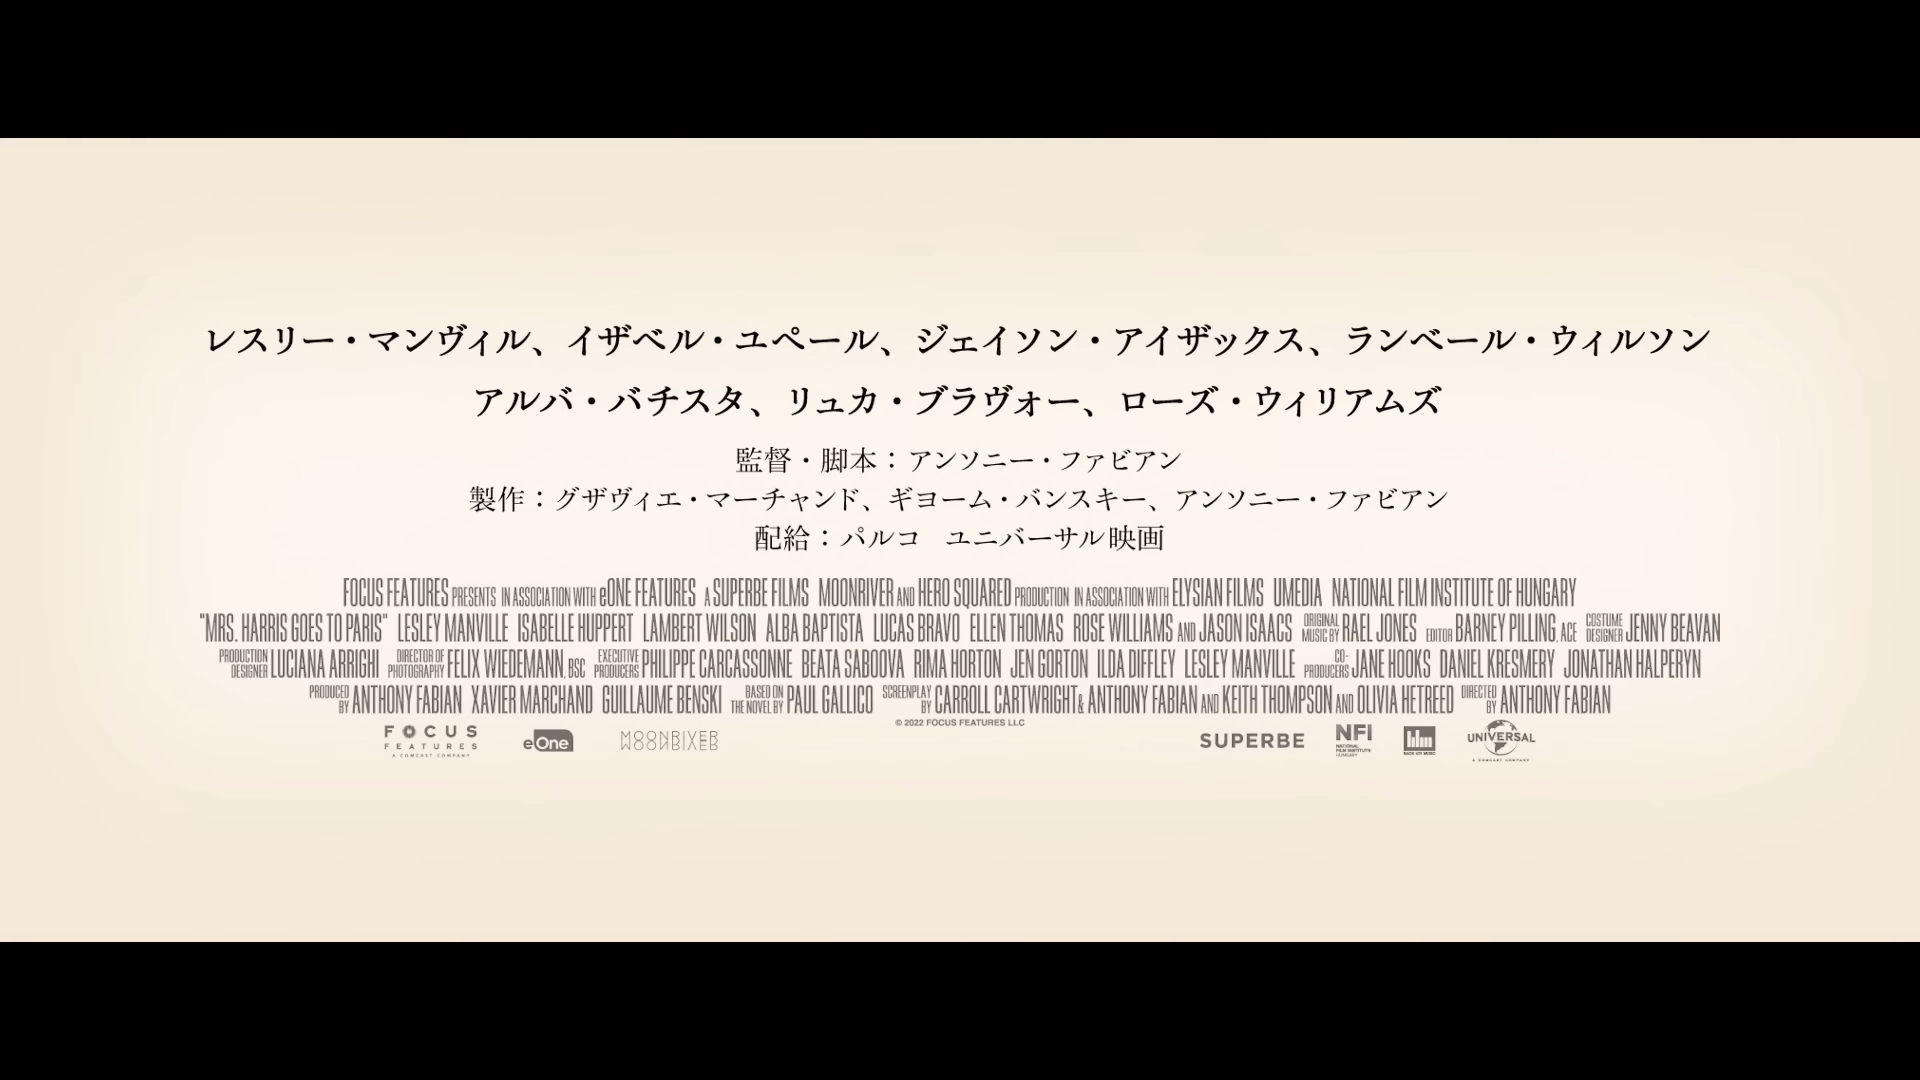 レスリー・マンヴィル、イザベル・ユペール、ジェイソン・アイザックス、ランベール・ウィルソン
アルバ・バチスタ、リュカ・ブラヴォー、ローズ・ウィリアムズ
監督・脚本：アンソニー・ファビアン
製作：グザヴィエ・マーチャンド、ギヨーム・バンスキー、アンソニー・ファビアン
配給：パルコ　ユニバーサル映画
FOCUS FEATURES PRESENTS IN ASSOCIATION WITH eONE FEATURES A SUPERBE FILMS MOONRIVER AND HERO SQUARED PRODUCTION IN ASSOCIATION WITH ELYSIAN FILMS UMEDIA NATIONAL FILM INSTITUTE OF HUNGARY
"MRS. HARRIS GOES TO PARIS" LESLEY MANVILLE ISABELLE HUPPERT LAMBERT WILSON ALBA BAPTISTA LUCAS BRAVO ELLEN THOMAS ROSE WILLIAMS AND JASON ISAACS ORIGINAL MUSIC BY RAEL JONES EDITOR BARNEY PILLING, ACE COSTUME DESIGNER JENNY BEAVAN
PRODUCTION DESIGNER LUCIANA ARRIGHI DIRECTOR OF PHOTOGRAPHY FELIX WIEDEMANN, BSC EXECUTIVE PRODUCERS PHILIPPE CARCASSONNE BEATA SABOOVA RIMA HORTON JEN GORTON ILDA DIFFLEY LESLEY MANVILLE CO-PRODUCERS JANE HOOKS DANIEL KRESMERY JONATHAN HALPERYN
PRODUCED BY ANTHONY FABIAN XAVIER MARCHAND GUILLAUME BENSKI BASED ON THE NOVEL BY PAUL GALLICO SCREENPLAY BY CARROLL CARTWRIGHT & ANTHONY FABIAN AND KEITH THOMPSON AND OLIVIA HETREED DIRECTED BY ANTHONY FABIAN
© 2022 FOCUS FEATURES LLC
FOCUS FEATURES A COMCAST COMPANY
eOne
SUPERBE
NFI NATIONAL FILM INSTITUTE HUNGARY
BACK LOT MUSIC
UNIVERSAL A COMCAST COMPANY